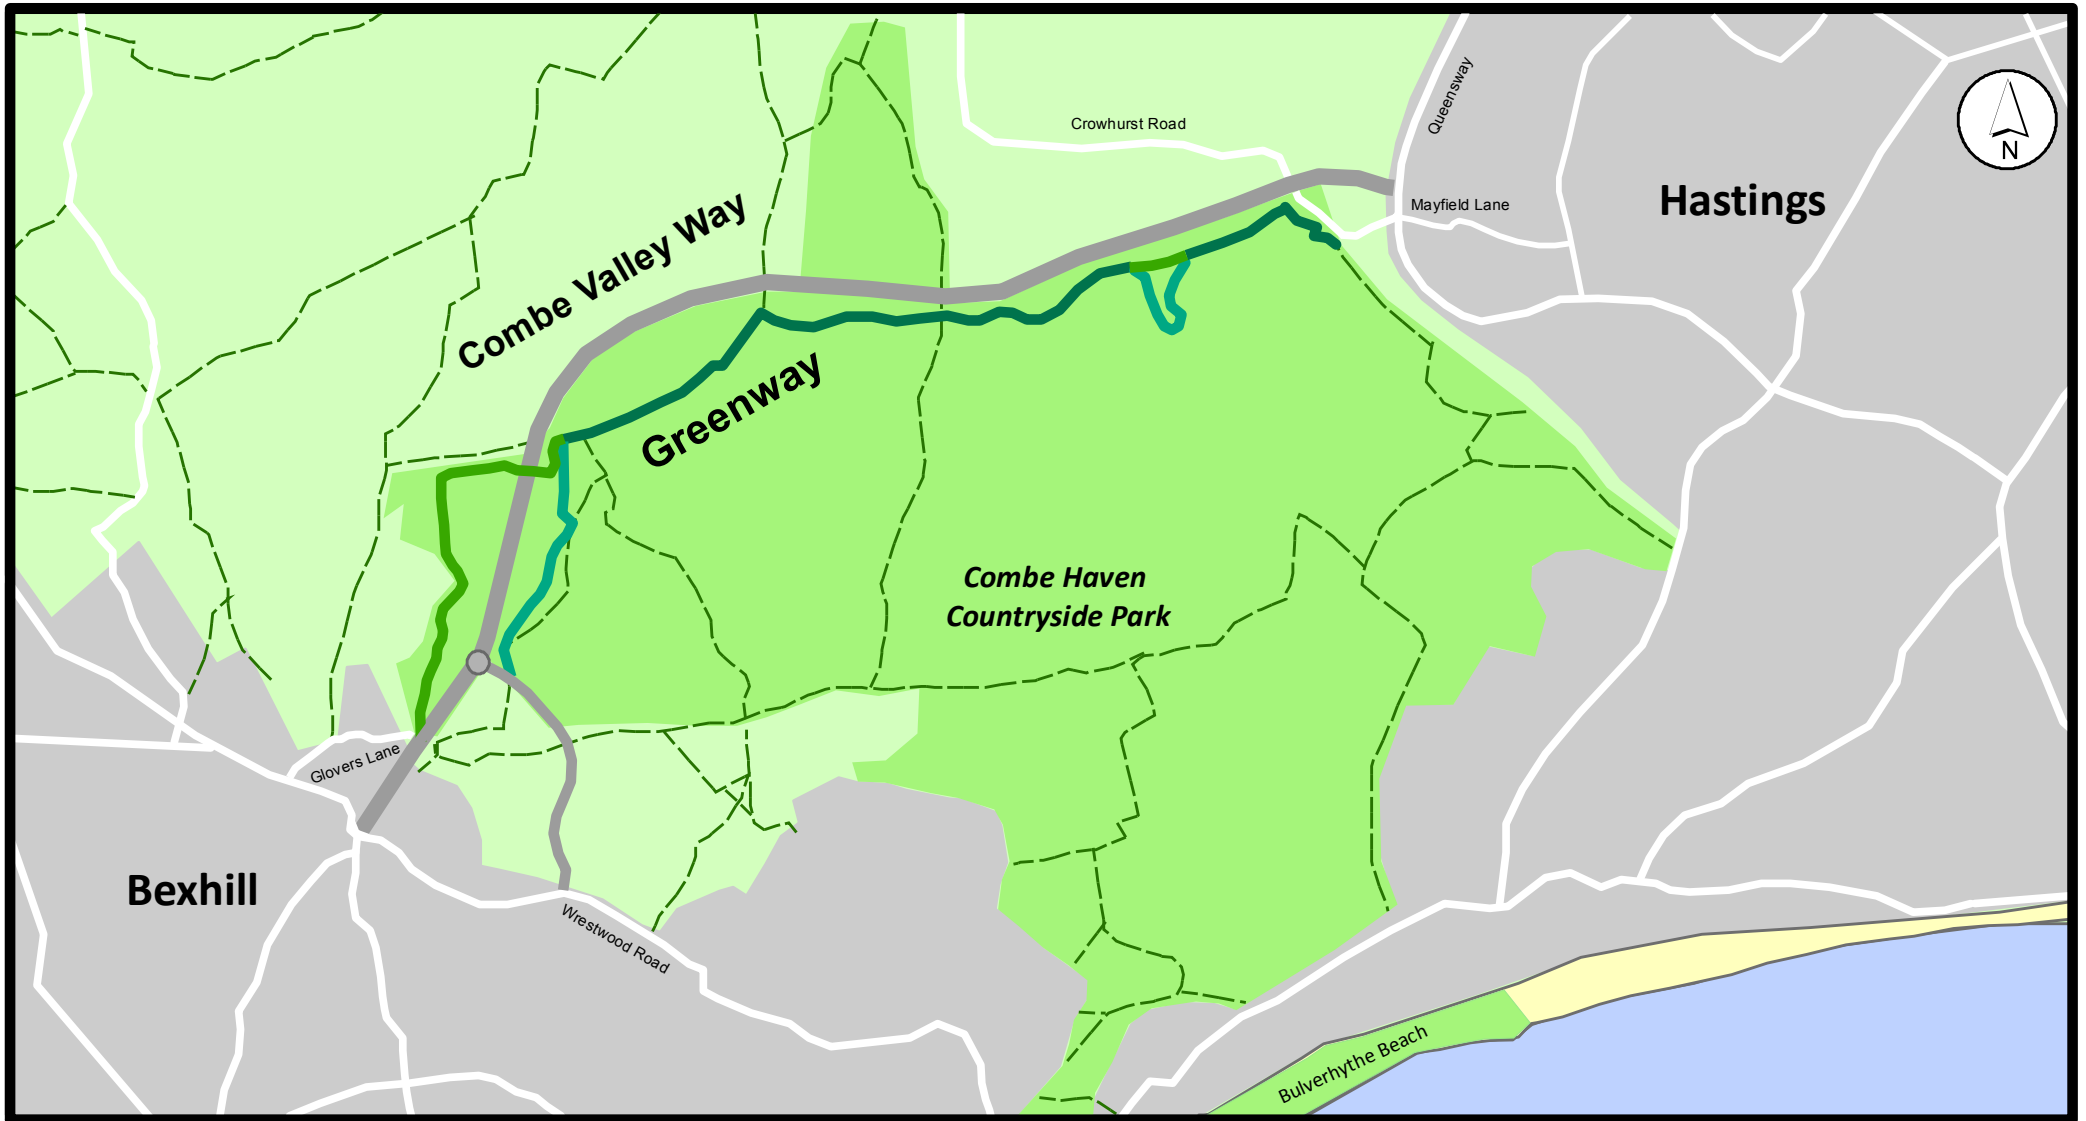 Crowhurst Road
Queensway
N
Hastings
Mayfield Lane
Combe Valley Way
Greenway
Combe Haven
Countryside Park
Glovers Lane
Bexhill
Wrestwood Road
Bulverhythe Beach